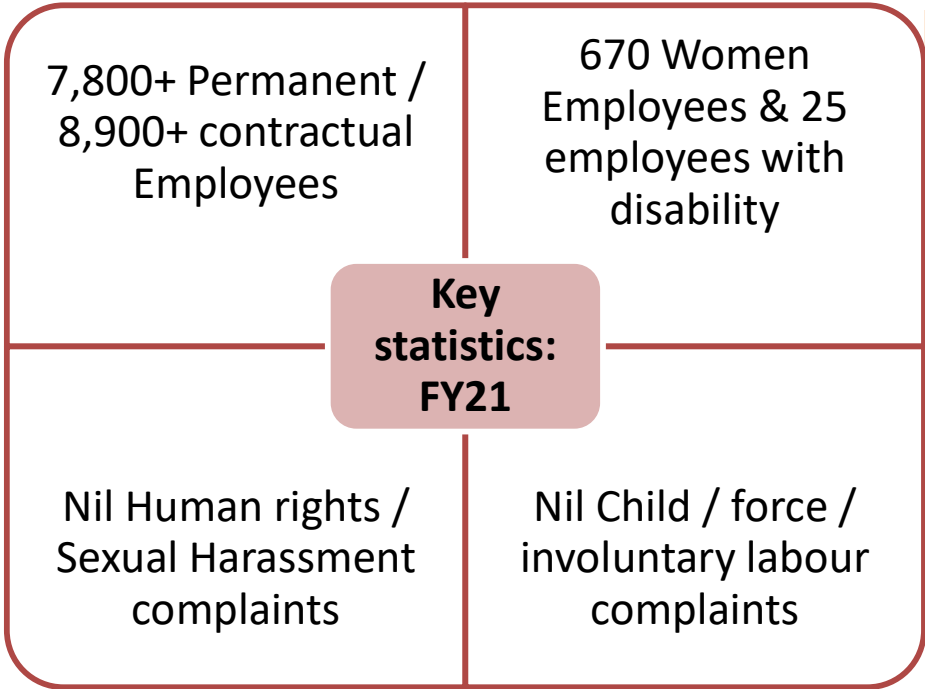 7,800+ Permanent /
8,900+ contractual
Employees
670 Women
Employees & 25
employees with
disability
Key
statistics:
FY21
Nil Human rights /
Sexual Harassment
complaints
Nil Child / force /
involuntary labour
complaints